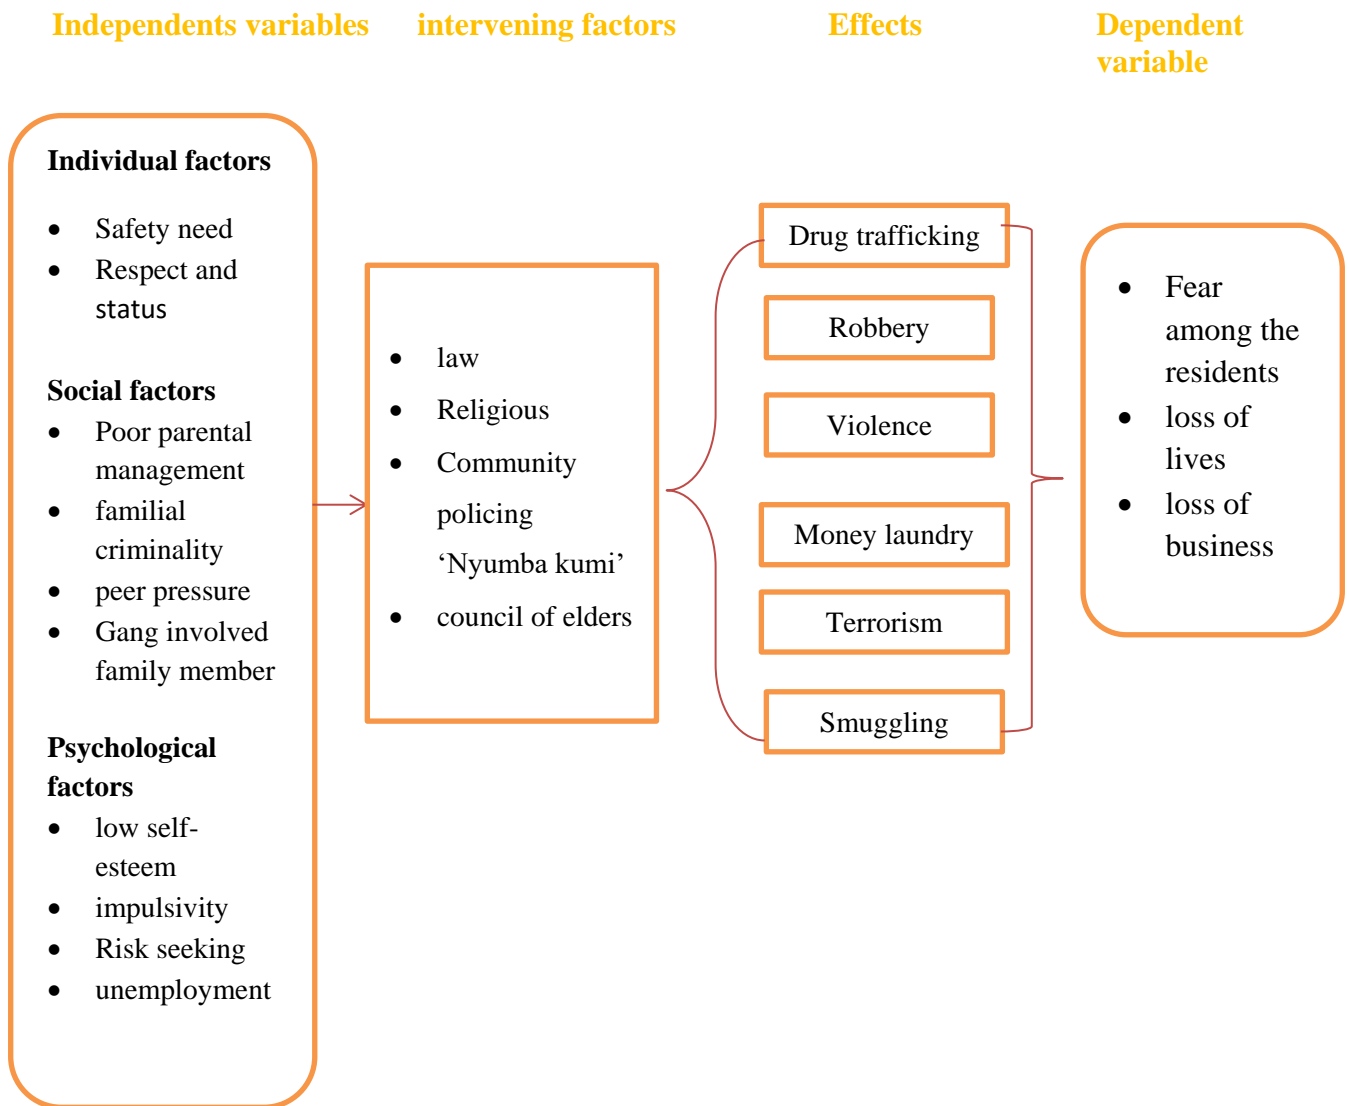 Independents variables
intervening factors
Effects
Dependent
variable
Individual factors
• Safety need
• Respect and
status
Social factors
• Poor parental
management
• familial
criminality
• peer pressure
• Gang involved
family member
Psychological
factors
• low self-
esteem
• impulsivity
• Risk seeking
• unemployment
• law
• Religious
• Community
policing
‘Nyumba kumi’
• council of elders
Drug trafficking
Robbery
Violence
Money laundry
Terrorism
Smuggling
• Fear
among the
residents
• loss of
lives
• loss of
business